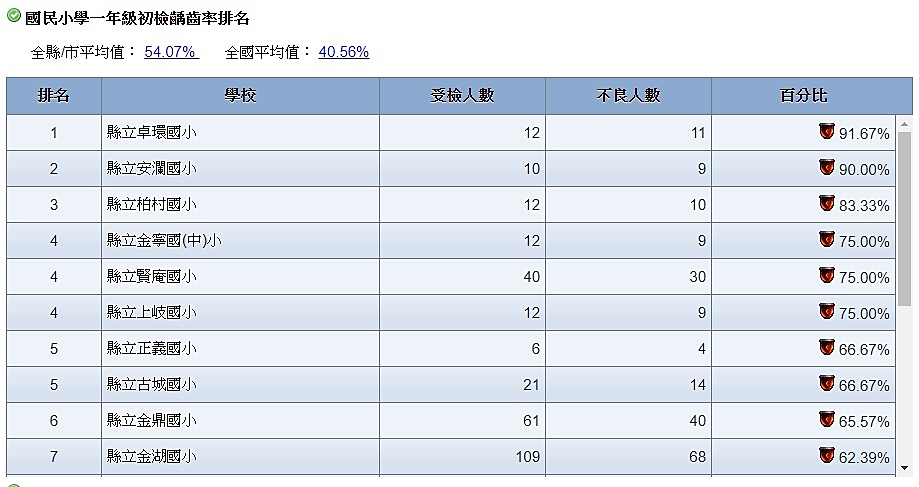 國民小學一年級初檢齲齒率排名
全縣/市平均值： 54.07% 全國平均值： 40.56%
排名 學校 受檢人數 不良人數 百分比
1 縣立卓環國小 12 11 91.67%
2 縣立安瀾國小 10 9 90.00%
3 縣立柏村國小 12 10 83.33%
4 縣立金寧國(中)小 12 9 75.00%
4 縣立賢庵國小 40 30 75.00%
4 縣立上岐國小 12 9 75.00%
5 縣立正義國小 6 4 66.67%
5 縣立古城國小 21 14 66.67%
6 縣立金鼎國小 61 40 65.57%
7 縣立金湖國小 109 68 62.39%